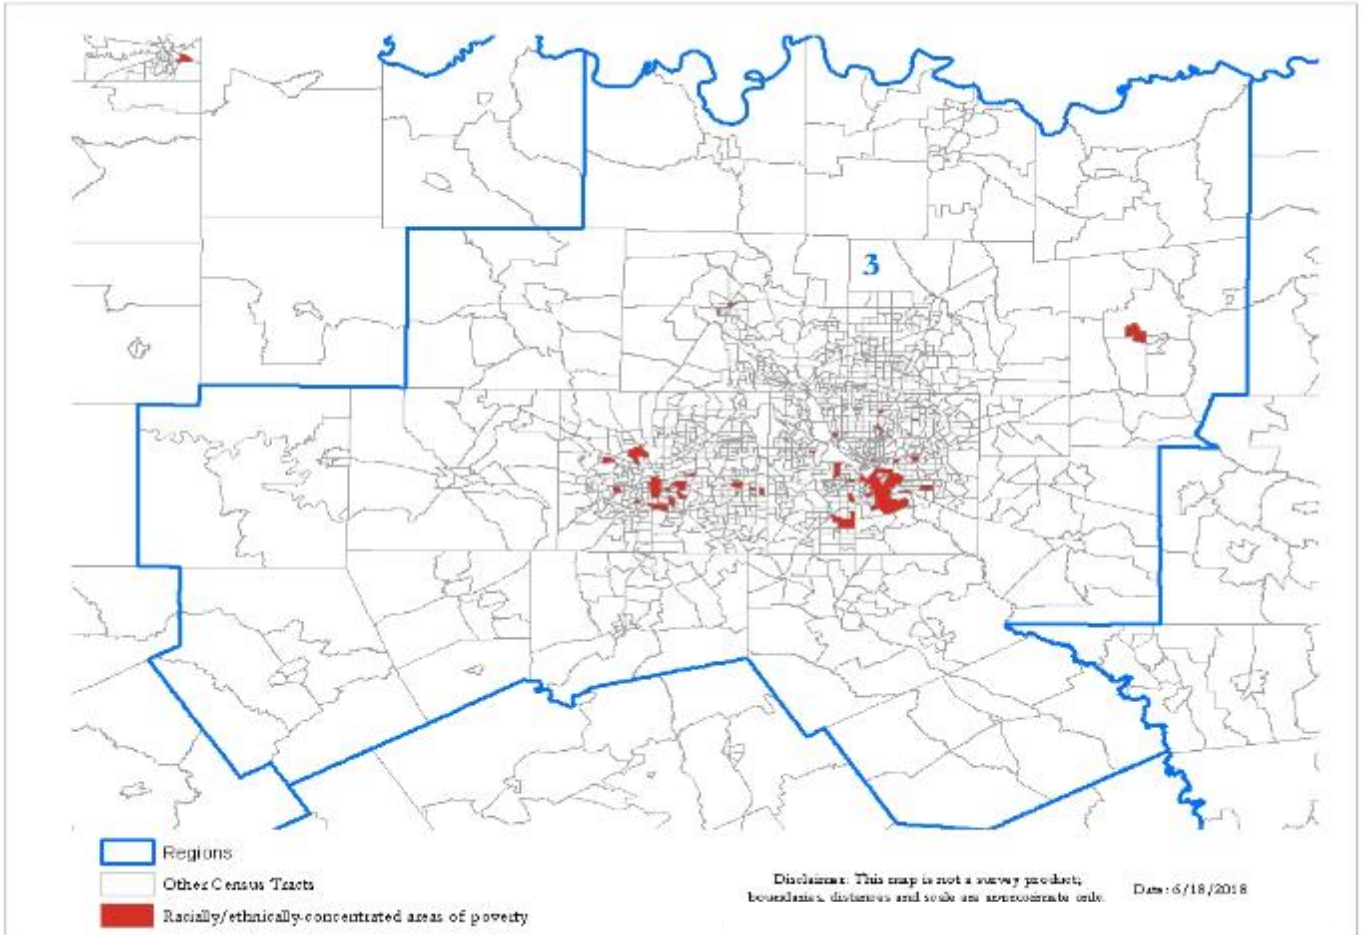 3
Regions
Other Census Tracts
Racially/ethnically-concentrated areas of poverty
Disclaimer: This map is not a survey product;
boundaries, distances and scale are approximate only.
Date: 6/18/2018